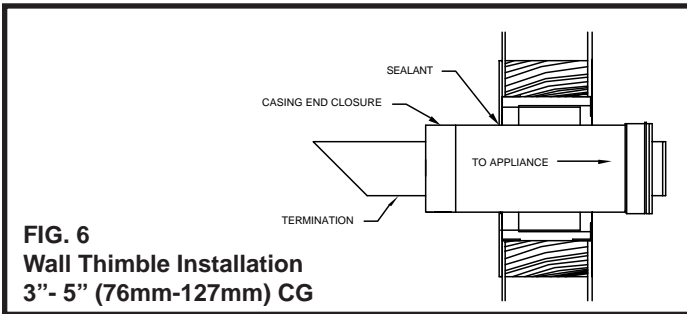 SEALANT
CASING END CLOSURE
TO APPLIANCE
TERMINATION
FIG. 6
Wall Thimble Installation
3”- 5” (76mm-127mm) CG